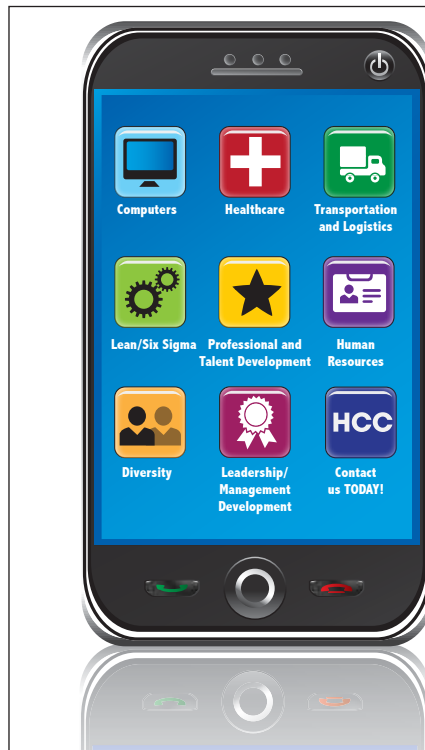 Computers
Healthcare
Transportation
and Logistics
Lean/Six Sigma
Professional and
Talent Development
Human
Resources
HCC
Diversity
Leadership/
Management
Development
Contact
us TODAY!